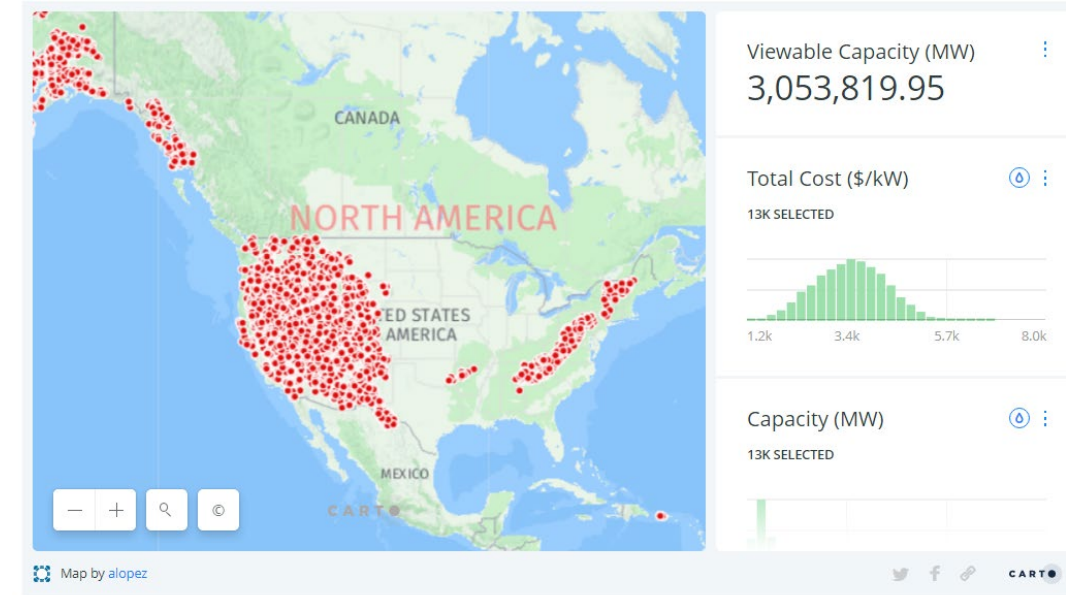 CANADA
NORTH AMERICA
ED STATES
AMERICA
MEXICO
CARTO
Viewable Capacity (MW)
3,053,819.95
Total Cost ($/kW)
13K SELECTED
1.2k 3.4k 5.7k 8.0k
Capacity (MW)
13K SELECTED
©
Map by alopez
CARTO